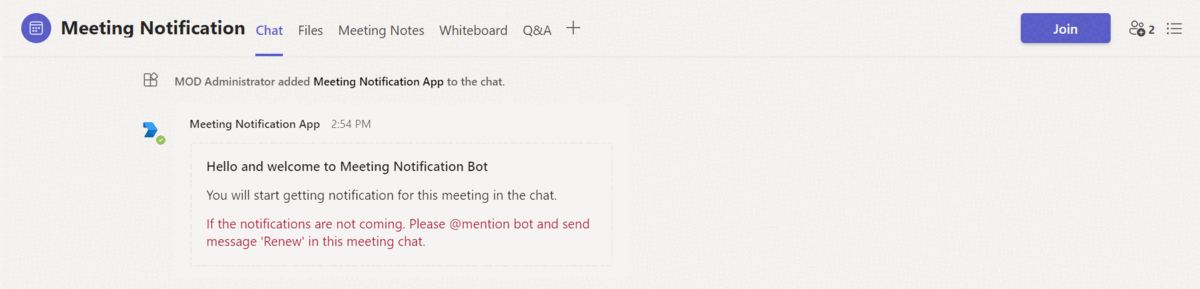 Meeting Notification Chat Files Meeting Notes Whiteboard Q&A Join 2
MOD Administrator added Meeting Notification App to the chat.
Meeting Notification App 2:54 PM
Hello and welcome to Meeting Notification Bot
You will start getting notification for this meeting in the chat.
If the notifications are not coming. Please @mention bot and send
message 'Renew' in this meeting chat.